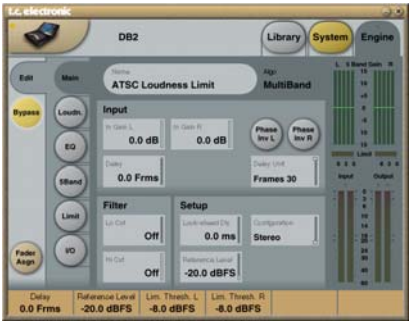 t.c. electronic
DB2
Library
System
Engine
Edit
Main
Name
ATSC Loudness Limit
Algo
MultiBand
L 5 Band Gain R
Bypass
Loudn.
Input
In Gain L
0.0 dB
In Gain R
0.0 dB
Phase Inv L
Phase Inv R
EQ
Delay
0.0 Frms
Delay Unit
Frames 30
5Band
Limit
Input
Output
Filter
Setup
Limit
Lo Cut
Off
Look-ahead Dly
0.0 ms
Configuration
Stereo
I/O
Hi Cut
Off
Reference Level
-20.0 dBFS
Fader Asgn
Delay
0.0 Frms
Reference Level
-20.0 dBFS
Lim. Thresh. L
-8.0 dBFS
Lim. Thresh. R
-8.0 dBFS